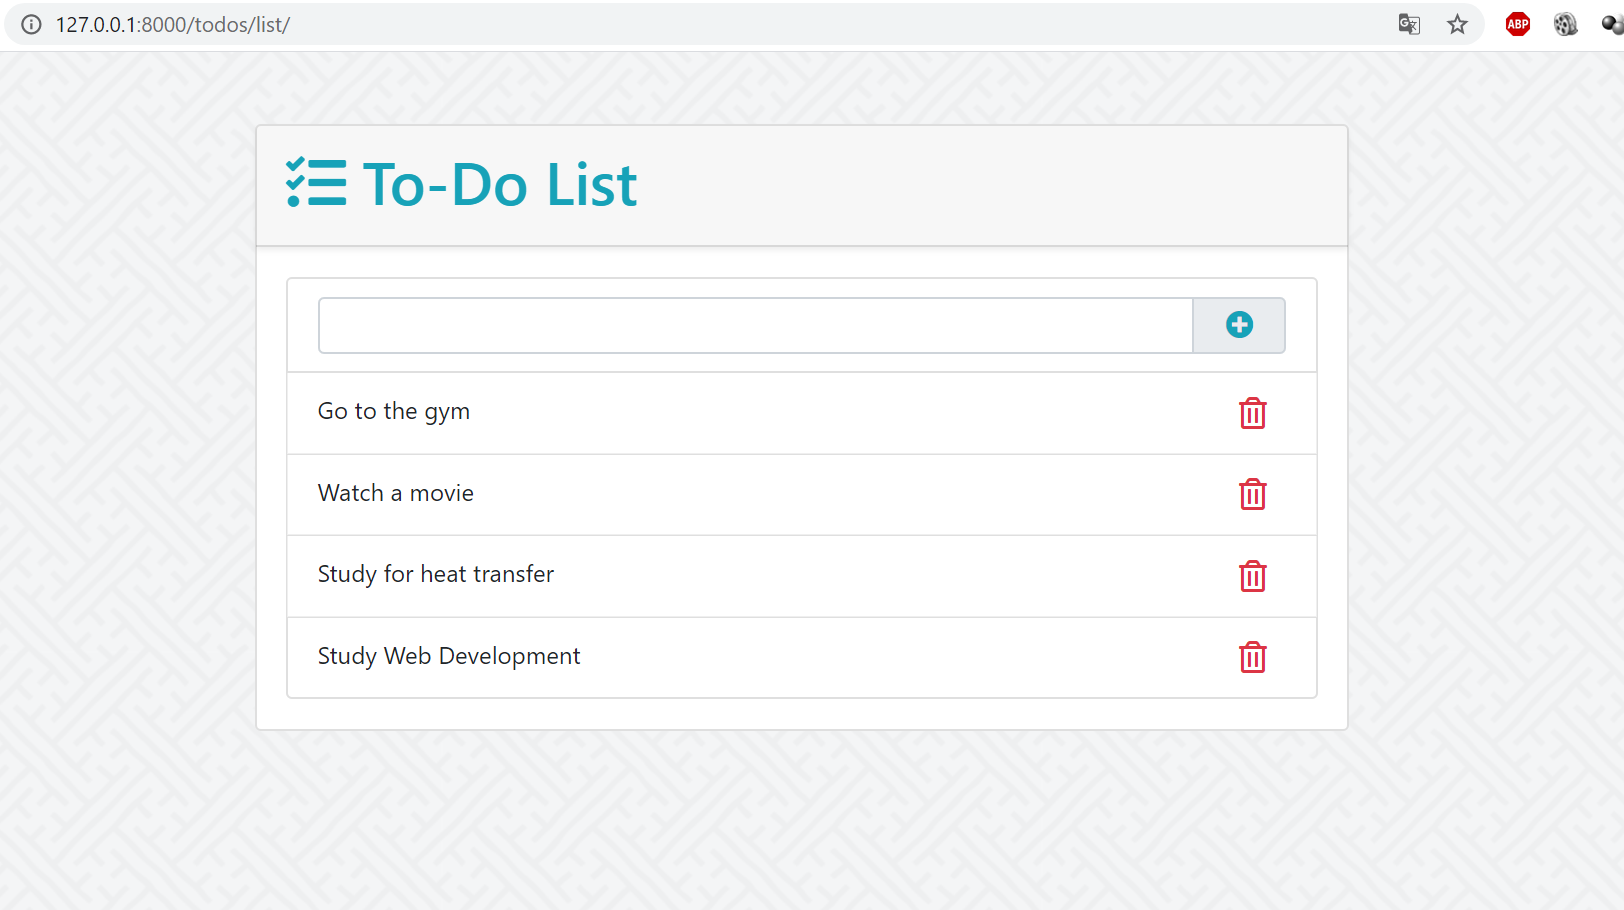 127.0.0.1:8000/todos/list/
ABP
To-Do List
Go to the gym
Watch a movie
Study for heat transfer
Study Web Development